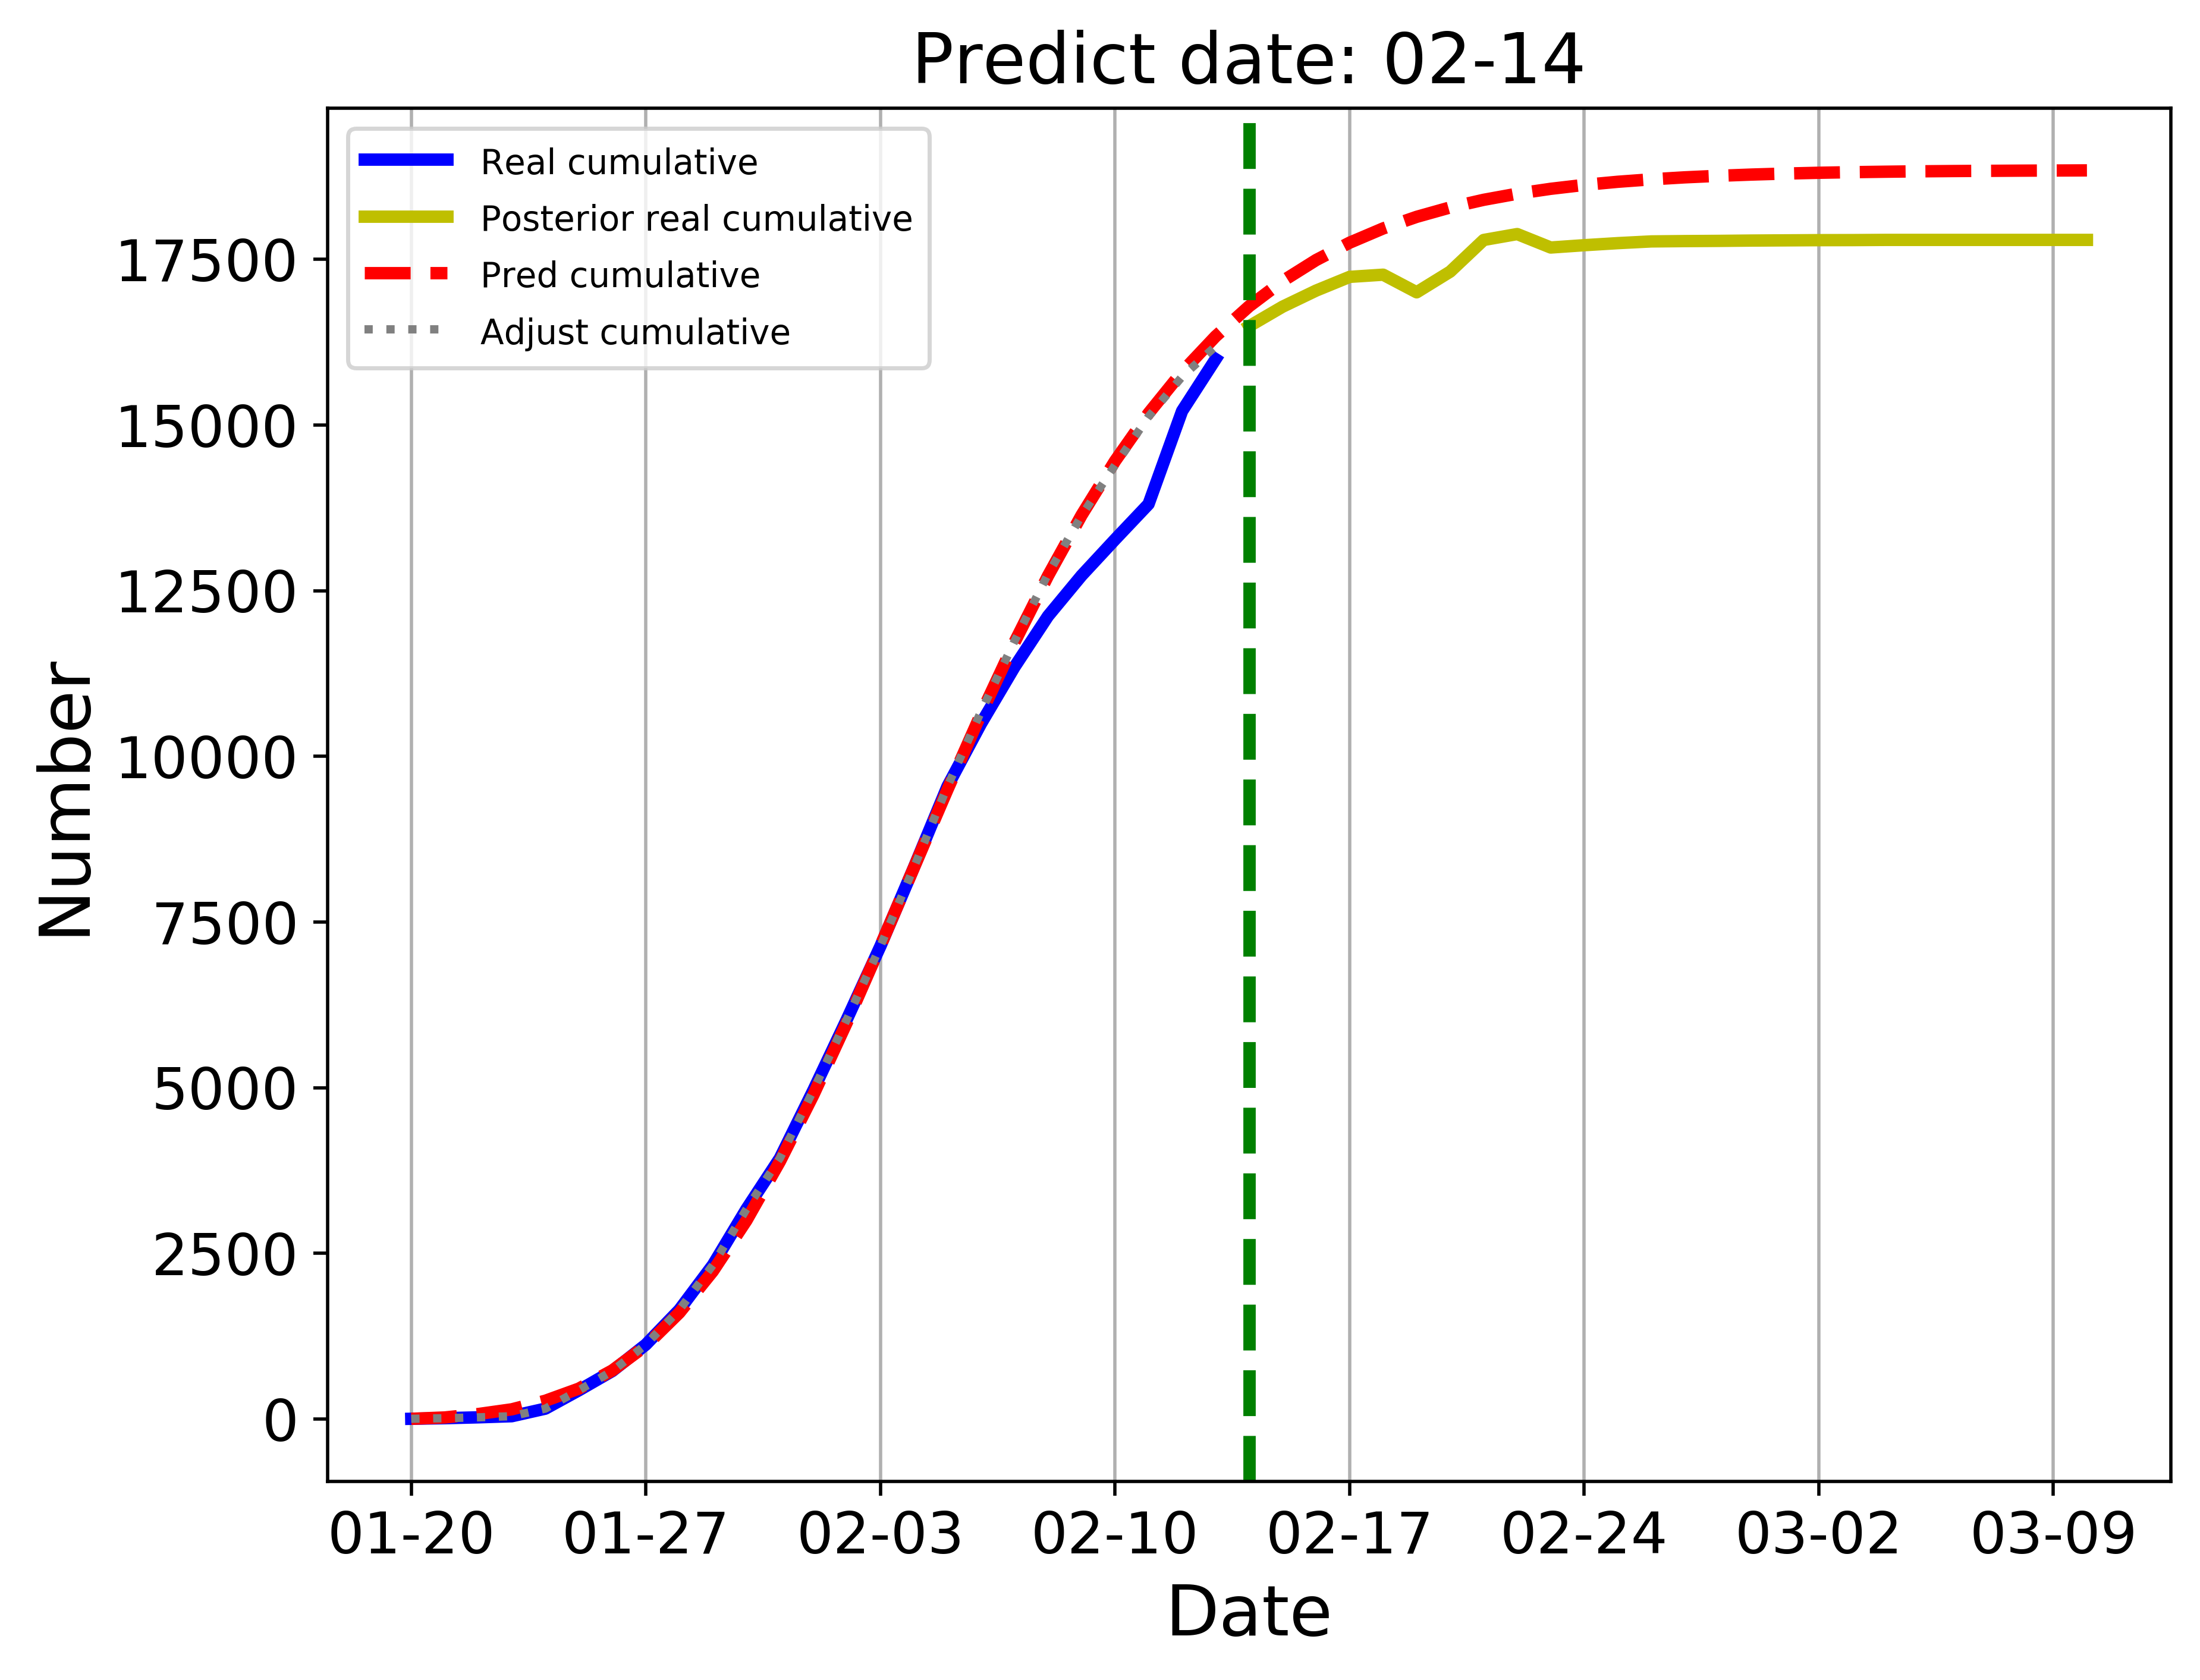 Predict date: 02-14
Real cumulative
Posterior real cumulative
Pred cumulative
Adjust cumulative
17500
15000
12500
10000
7500
5000
2500
0
Number
01-20 01-27 02-03 02-10 02-17 02-24 03-02 03-09
Date